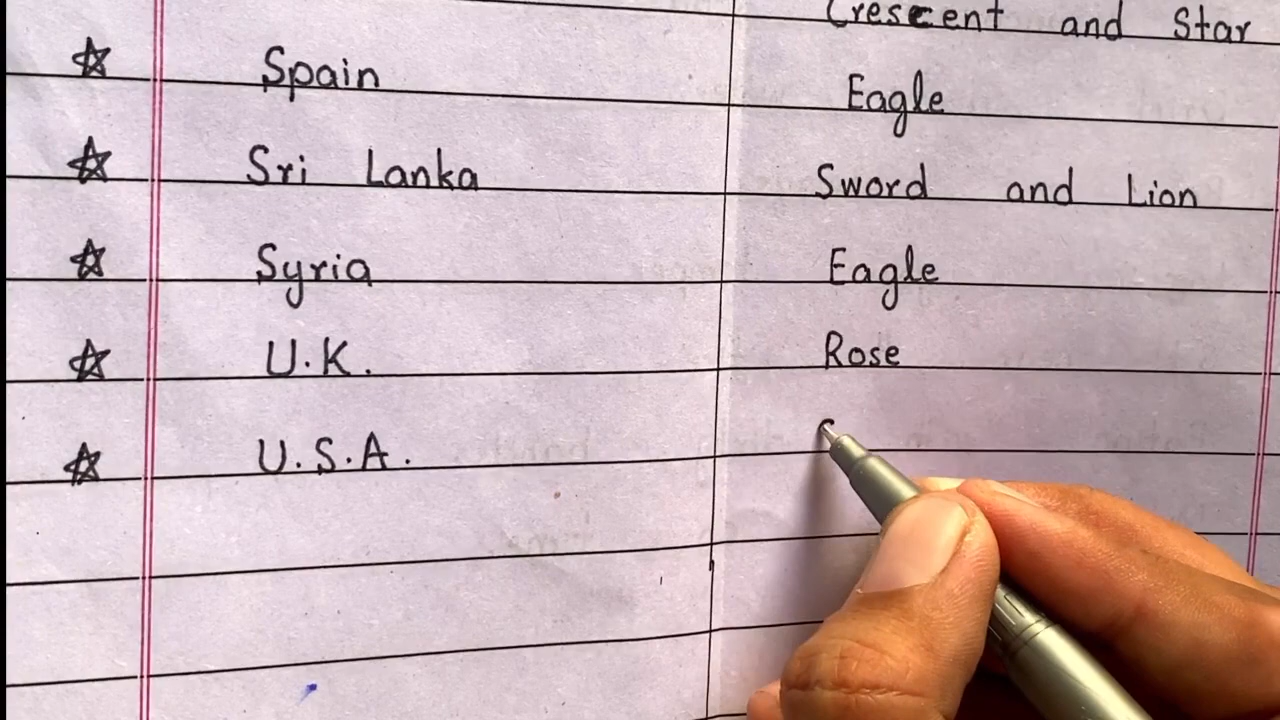 Crescent and Star
Spain Eagle
Sri Lanka Sword and Lion
Syria Eagle
U.K. Rose
U.S.A.